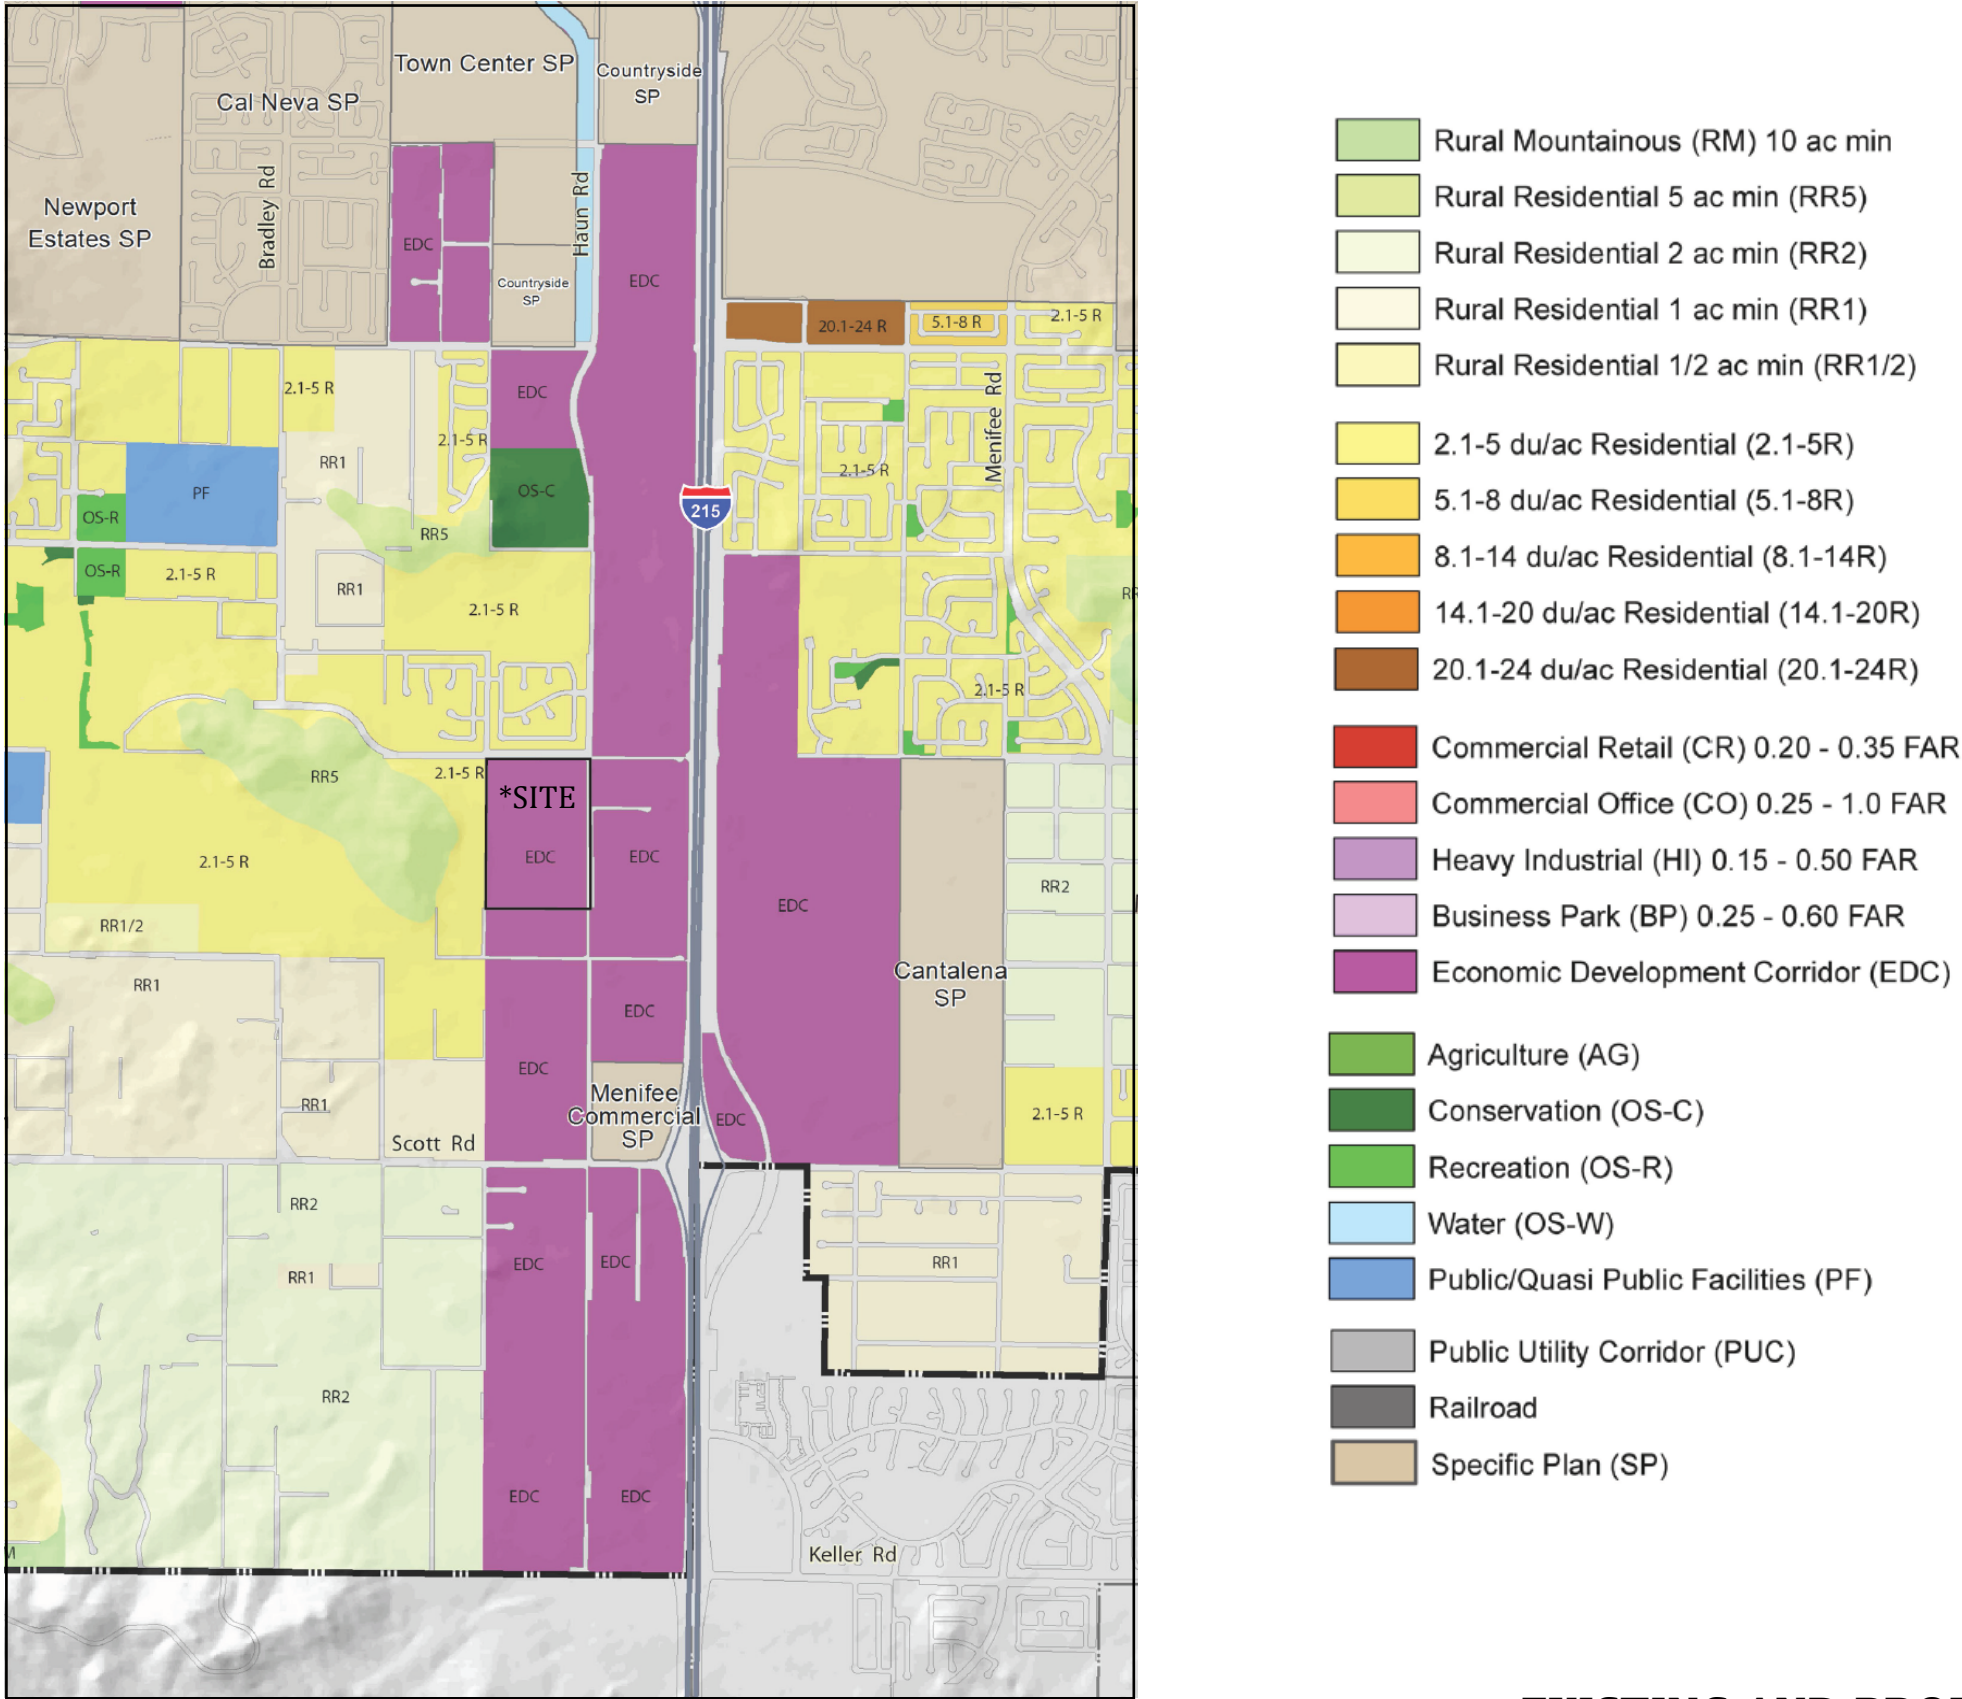 Town Center SP
Countryside
SP
Cal Neva SP
Bradley Rd
Newport
Estates SP
Haun Rd
EDC
EDC
Countryside
SP
20.1-24 R
5.1-8 R
2.1-5 R
2.1-5 R
EDC
Menifee Rd
2.1-5 R
RR1
2.1-5 R
PF
OS-C
215
OS-R
RR5
OS-R
2.1-5 R
RR1
2.1-5 R
2.1-5 R
RR5
2.1-5 R
*SITE
2.1-5 R
EDC
EDC
RR2
EDC
RR1/2
RR1
Cantalena
SP
EDC
EDC
Menifee
Commercial
SP
EDC
2.1-5 R
RR1
Scott Rd
RR2
RR1
EDC
EDC
RR1
RR2
EDC
EDC
Keller Rd
Rural Mountainous (RM) 10 ac min
Rural Residential 5 ac min (RR5)
Rural Residential 2 ac min (RR2)
Rural Residential 1 ac min (RR1)
Rural Residential 1/2 ac min (RR1/2)
2.1-5 du/ac Residential (2.1-5R)
5.1-8 du/ac Residential (5.1-8R)
8.1-14 du/ac Residential (8.1-14R)
14.1-20 du/ac Residential (14.1-20R)
20.1-24 du/ac Residential (20.1-24R)
Commercial Retail (CR) 0.20 - 0.35 FAR
Commercial Office (CO) 0.25 - 1.0 FAR
Heavy Industrial (HI) 0.15 - 0.50 FAR
Business Park (BP) 0.25 - 0.60 FAR
Economic Development Corridor (EDC)
Agriculture (AG)
Conservation (OS-C)
Recreation (OS-R)
Water (OS-W)
Public/Quasi Public Facilities (PF)
Public Utility Corridor (PUC)
Railroad
Specific Plan (SP)